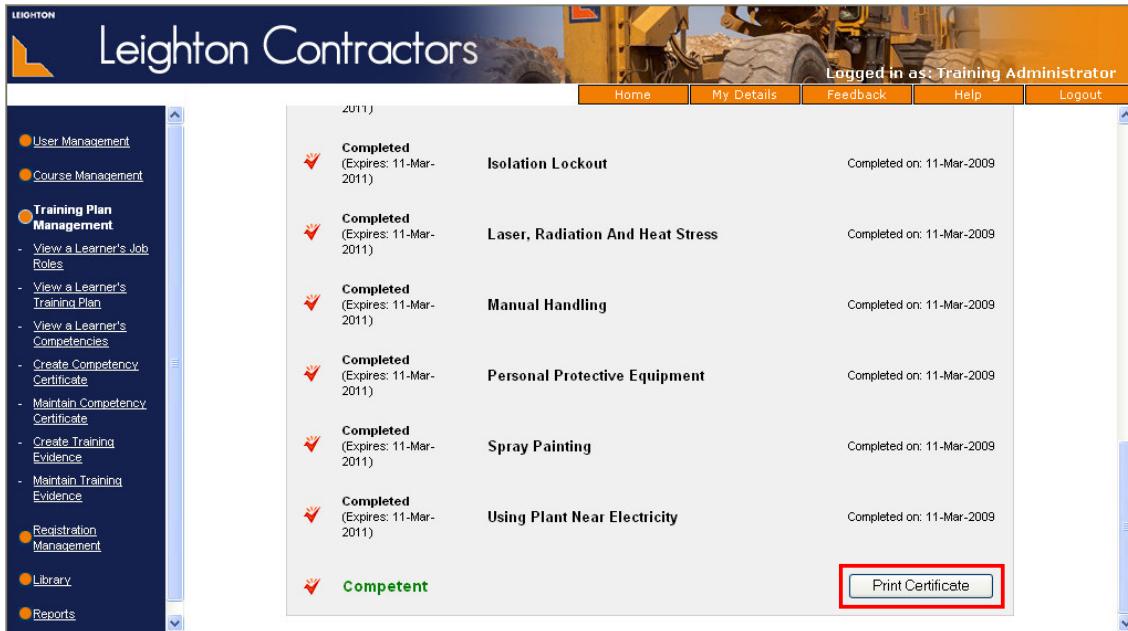 LEIGHTON
Leighton Contractors
Logged in as: Training Administrator
Home
My Details
Feedback
Help
Logout
User Management
Course Management
Training Plan
Management
- View a Learner's Job
Roles
- View a Learner's
Training Plan
- View a Learner's
Competencies
- Create Competency
Certificate
- Maintain Competency
Certificate
- Create Training
Evidence
- Maintain Training
Evidence
Registration
Management
Library
Reports
2011)
Completed
(Expires: 11-Mar-
2011)
Isolation Lockout
Completed on: 11-Mar-2009
Completed
(Expires: 11-Mar-
2011)
Laser, Radiation And Heat Stress
Completed on: 11-Mar-2009
Completed
(Expires: 11-Mar-
2011)
Manual Handling
Completed on: 11-Mar-2009
Completed
(Expires: 11-Mar-
2011)
Personal Protective Equipment
Completed on: 11-Mar-2009
Completed
(Expires: 11-Mar-
2011)
Spray Painting
Completed on: 11-Mar-2009
Completed
(Expires: 11-Mar-
2011)
Using Plant Near Electricity
Completed on: 11-Mar-2009
Competent
Print Certificate